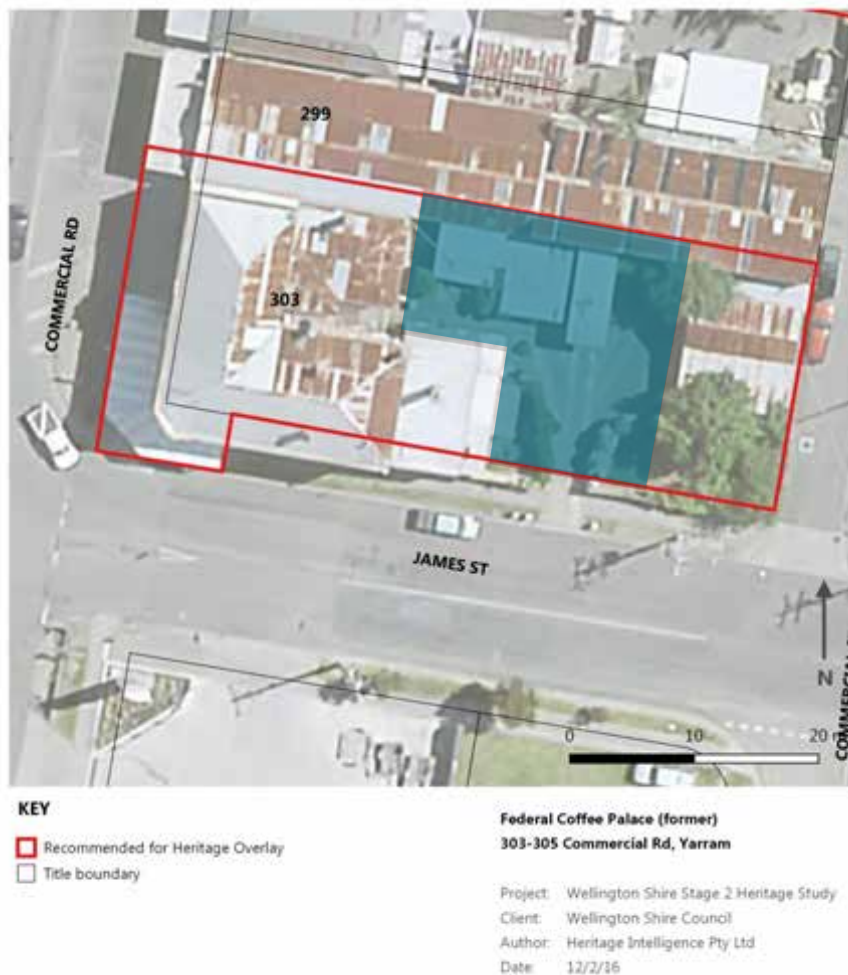 299
COMMERCIAL RD
303
JAMES ST
N
0 10 20
KEY
Recommended for Heritage Overlay
Title boundary
Federal Coffee Palace (former)
303-305 Commercial Rd, Yarram
Project: Wellington Shire Stage 2 Heritage Study
Client: Wellington Shire Council
Author: Heritage Intelligence Pty Ltd
Date: 12/2/16